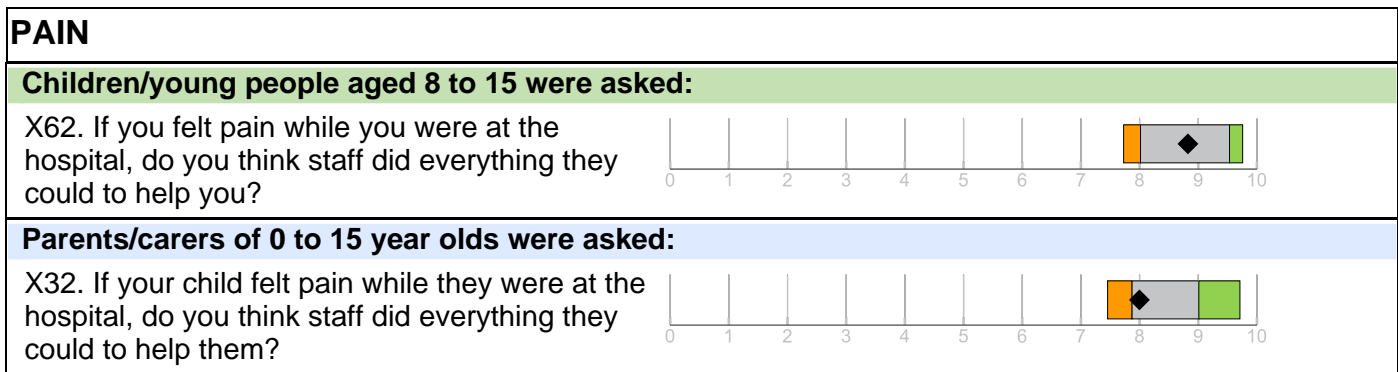 PAIN
Children/young people aged 8 to 15 were asked:
X62. If you felt pain while you were at the
hospital, do you think staff did everything they
could to help you?
0 1 2 3 4 5 6 7 8 9 10
Parents/carers of 0 to 15 year olds were asked:
X32. If your child felt pain while they were at the
hospital, do you think staff did everything they
could to help them?
0 1 2 3 4 5 6 7 8 9 10